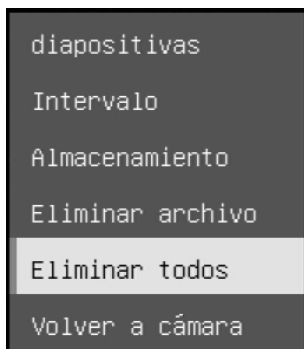 diapositivas
Intervalo
Almacenamiento
Eliminar archivo
Eliminar todos
Volver a cámara